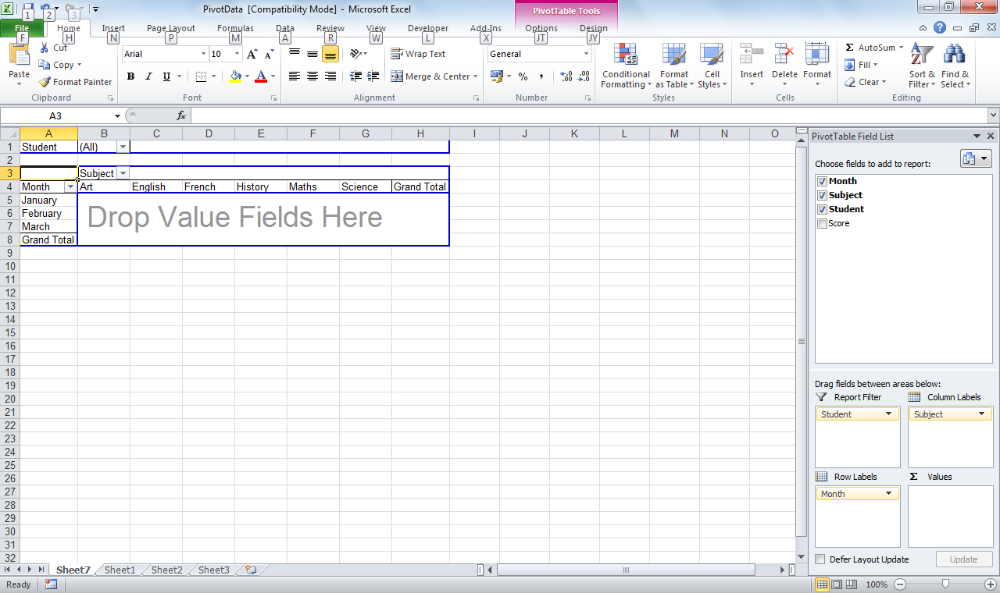 PivotData [Compatibility Mode] - Microsoft Excel
PivotTable Tools
1 2 3
File Home Insert Page Layout Formulas Data Review View Developer Add-Ins Options Design
F H N P M A R W L X JT JY
Cut
Copy
Format Painter
Paste
Clipboard
Arial 10 A A
B I U A
Font
Wrap Text
Merge & Center
Alignment
General
% , .00 .0
Number
Conditional Formatting
Format as Table
Cell Styles
Styles
Insert Delete Format
Cells
Σ AutoSum
Fill
Clear
Sort & Filter
Find & Select
Editing
A3 fx
A B C D E F G H I J K L M N O
1 Student (All)
2
3 Subject
4 Month Art English French History Maths Science Grand Total
5 January
6 February
7 March
8 Grand Total
Drop Value Fields Here
9
10
11
12
13
14
15
16
17
18
19
20
21
22
23
24
25
26
27
28
29
30
31
32
PivotTable Field List
Choose fields to add to report:
Month
Subject
Student
Score
Drag fields between areas below:
Report Filter Column Labels
Student Subject
Row Labels Σ Values
Month
Defer Layout Update Update
Sheet7 Sheet1 Sheet2 Sheet3
Ready 100%